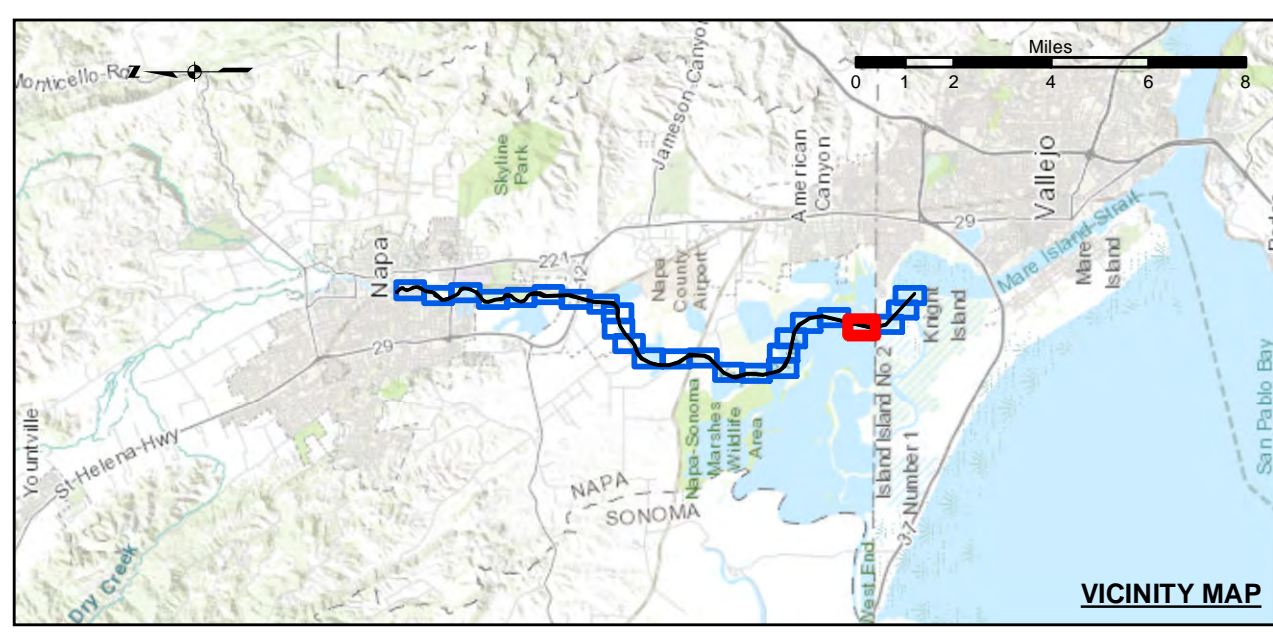 Miles
0 1 2 4 6 8
Monticello-Rd
Z
Jameson-Canyon
Skyline
Park
American
Canyon
Vallejo
29
Napa
221
12
Napa
County
Airport
Mare Island-Strait
Mare
Island
Knight
Island
29
Island Island No 2
Napa-Sonoma
Marshes
Wildlife
Area
San Pablo Bay
Yountville
St-Helena-Hwy
37 Number 1
NAPA
SONOMA
West End
Dry Creek
VICINITY MAP